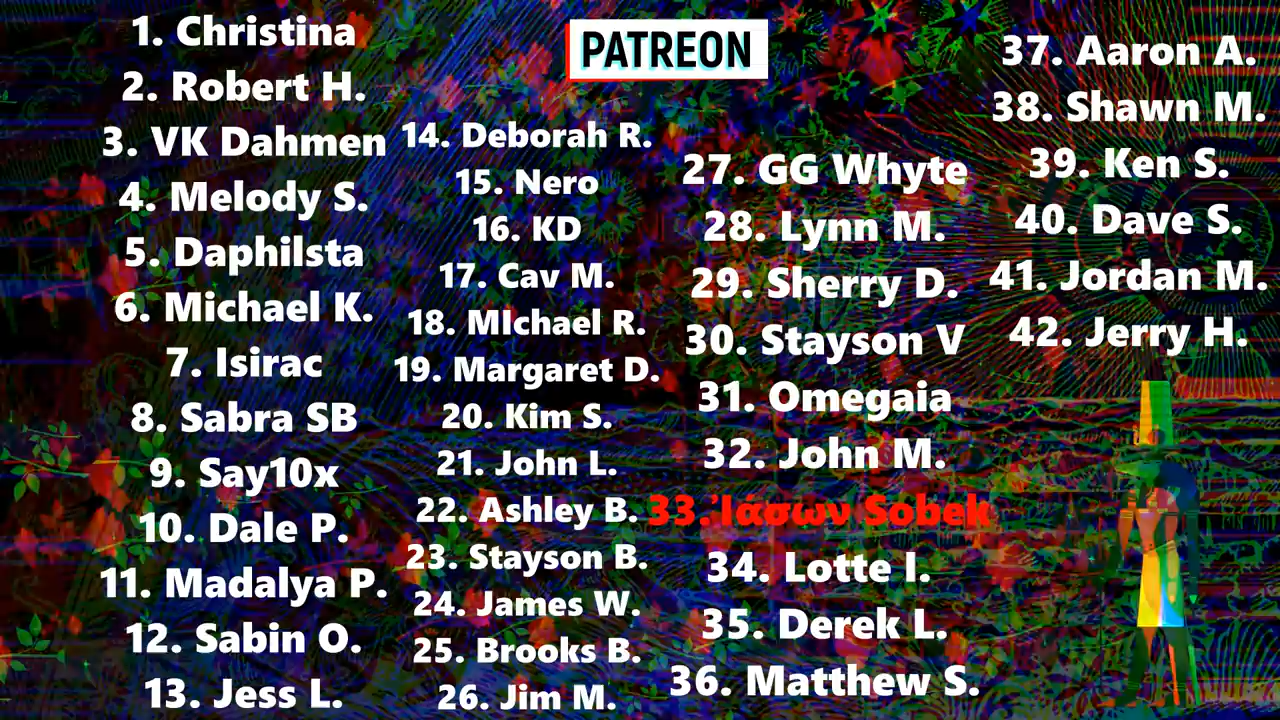 PATREON
1. Christina
2. Robert H.
3. VK Dahmen
4. Melody S.
5. Daphilsta
6. Michael K.
7. Isirac
8. Sabra SB
9. Say10x
10. Dale P.
11. Madalya P.
12. Sabin O.
13. Jess L.
14. Deborah R.
15. Nero
16. KD
17. Cav M.
18. MIchael R.
19. Margaret D.
20. Kim S.
21. John L.
22. Ashley B.
23. Stayson B.
24. James W.
25. Brooks B.
26. Jim M.
27. GG Whyte
28. Lynn M.
29. Sherry D.
30. Stayson V
31. Omegaia
32. John M.
33. Ἰάσων Sobek
34. Lotte I.
35. Derek L.
36. Matthew S.
37. Aaron A.
38. Shawn M.
39. Ken S.
40. Dave S.
41. Jordan M.
42. Jerry H.